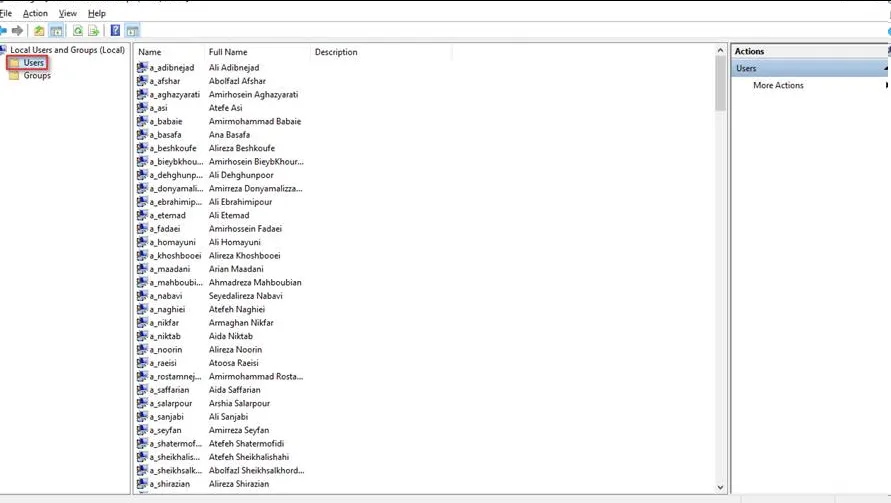 File Action View Help
Local Users and Groups (Local)
Users
Groups
Name Full Name Description
a_adibnejad Ali Adibnejad
a_afshar Abolfazl Afshar
a_aghazyarati Amirhosein Aghazyarati
a_asi Atefe Asi
a_babaie Amirmohammad Babaie
a_basafa Ana Basafa
a_beshkoufe Alireza Beshkoufe
a_bieybkhou... Amirhosein BieybKhour...
a_dehghunp... Ali Dehghunpoor
a_donyamali... Amirreza Donyamalizza...
a_ebrahimip... Ali Ebrahimipour
a_etemad Ali Etemad
a_fadaei Amirhossein Fadaei
a_homayuni Ali Homayuni
a_khoshbooei Alireza Khoshbooei
a_maadani Arian Maadani
a_mahboubi... Ahmadreza Mahboubian
a_nabavi Seyedalireza Nabavi
a_naghiei Atefeh Naghiei
a_nikfar Armaghan Nikfar
a_niktab Aida Niktab
a_noorin Alireza Noorin
a_raeisi Atoosa Raeisi
a_rostamnej... Amirmohammad Rosta...
a_saffarian Aida Saffarian
a_salarpour Arshia Salarpour
a_sanjabi Ali Sanjabi
a_seyfan Amirreza Seyfan
a_shatermof... Atefeh Shatermofidi
a_sheikhalis... Atefeh Sheikhalishahi
a_sheikhsalk... Abolfazl Sheikhsalkhord...
a_shirazian Alireza Shirazian
Actions
Users
More Actions